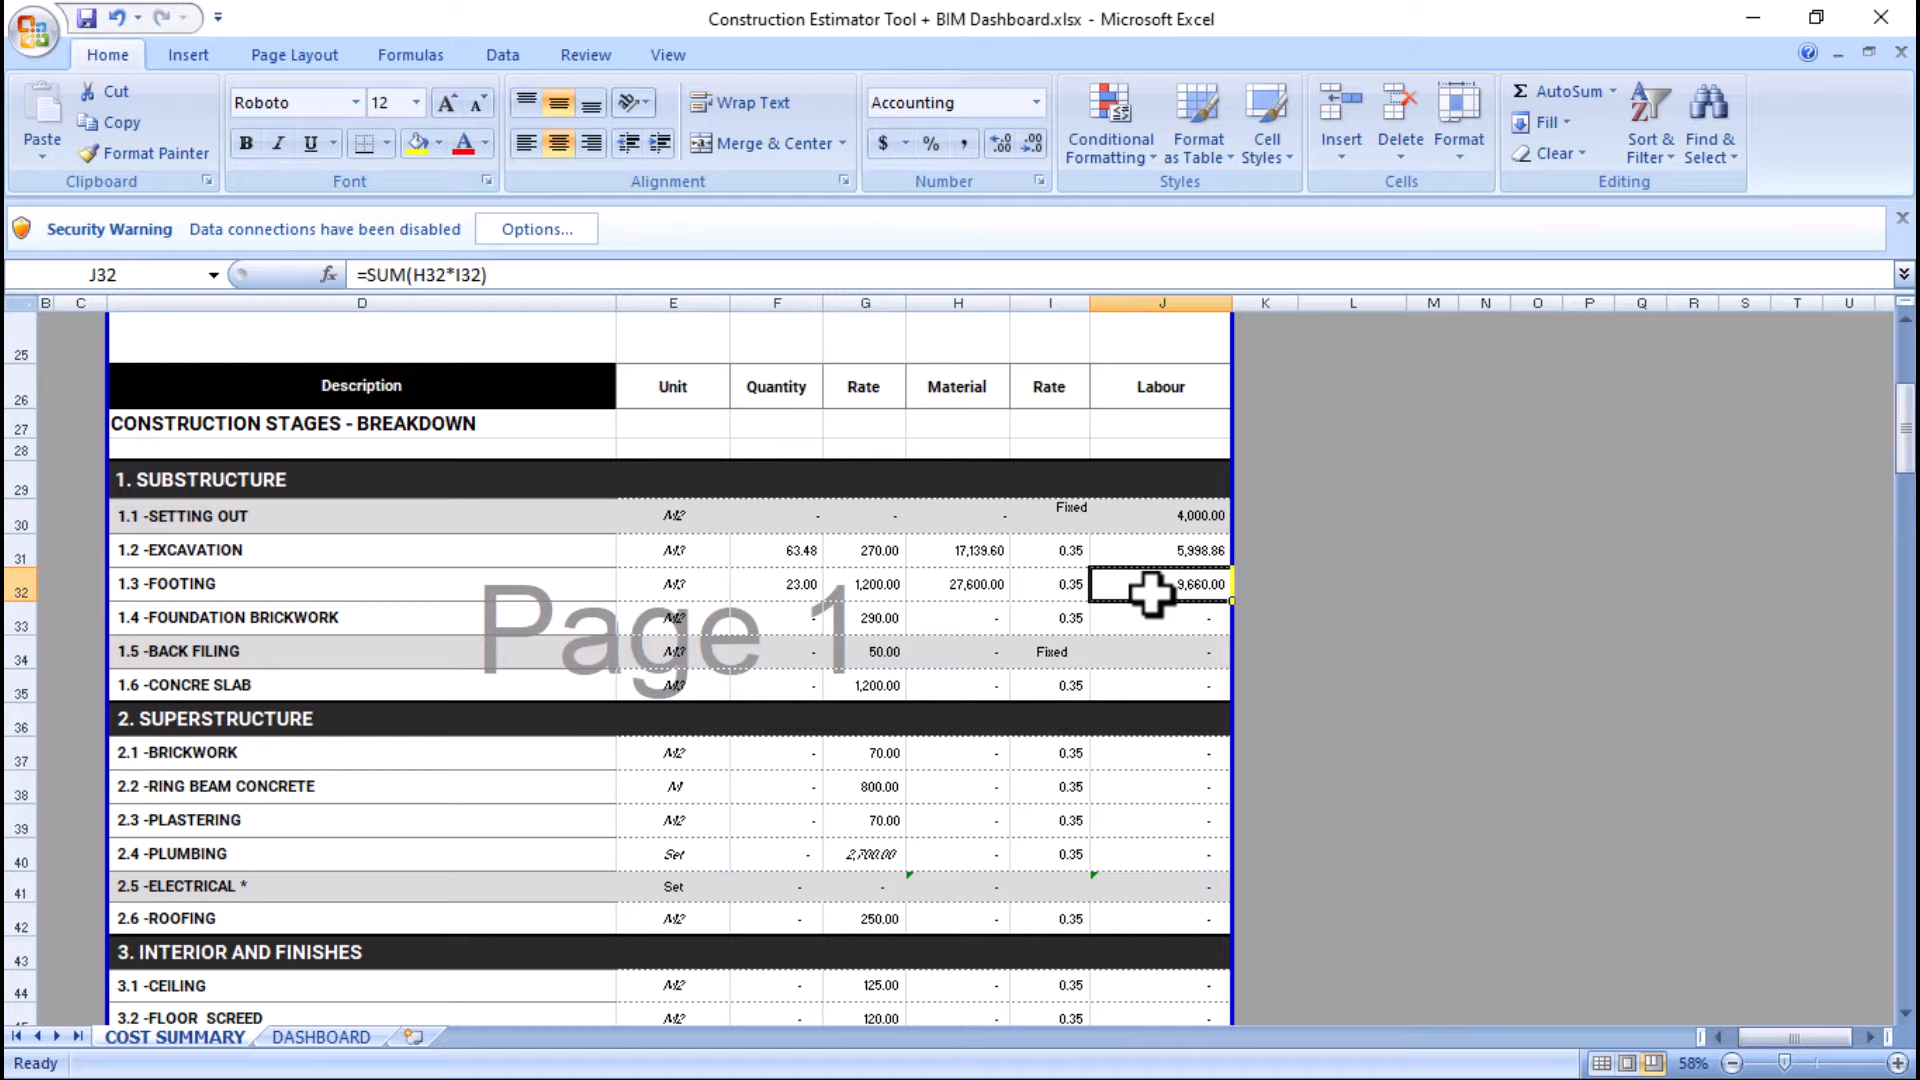 Construction Estimator Tool + BIM Dashboard.xlsx - Microsoft Excel
Home Insert Page Layout Formulas Data Review View
Paste Cut Copy Format Painter Clipboard
Roboto 12 A A B I U A Font
Wrap Text Merge & Center Alignment
Accounting $ % , .0 .00 .00 .0 Number
Conditional Formatting Format as Table Cell Styles Styles
Insert Delete Format Cells
Σ AutoSum Fill Clear Sort & Filter Find & Select Editing
Security Warning Data connections have been disabled Options...
J32 fx =SUM(H32*I32)
B C D E F G H I J K L M N O P Q R S T U
25
26 Description Unit Quantity Rate Material Rate Labour
27 CONSTRUCTION STAGES - BREAKDOWN
28
29 1. SUBSTRUCTURE
30 1.1 -SETTING OUT - - - Fixed 4,000.00
31 1.2 -EXCAVATION 63.48 270.00 17,139.60 0.35 5,998.86
32 1.3 -FOOTING 23.00 1,200.00 27,600.00 0.35 9,660.00
33 1.4 -FOUNDATION BRICKWORK - 290.00 - 0.35 -
34 1.5 -BACK FILING - 50.00 - Fixed -
35 1.6 -CONCRE SLAB - 1,200.00 - 0.35 -
Page 1
36 2. SUPERSTRUCTURE
37 2.1 -BRICKWORK - 70.00 - 0.35 -
38 2.2 -RING BEAM CONCRETE M - 800.00 - 0.35 -
39 2.3 -PLASTERING - 70.00 - 0.35 -
40 2.4 -PLUMBING Set - 2,700.00 - 0.35 -
41 2.5 -ELECTRICAL * Set - - - -
42 2.6 -ROOFING - 250.00 - 0.35 -
43 3. INTERIOR AND FINISHES
44 3.1 -CEILING - 125.00 - 0.35 -
3.2 -FLOOR SCREED - 120.00 - 0.35 -
COST SUMMARY DASHBOARD
Ready 58%